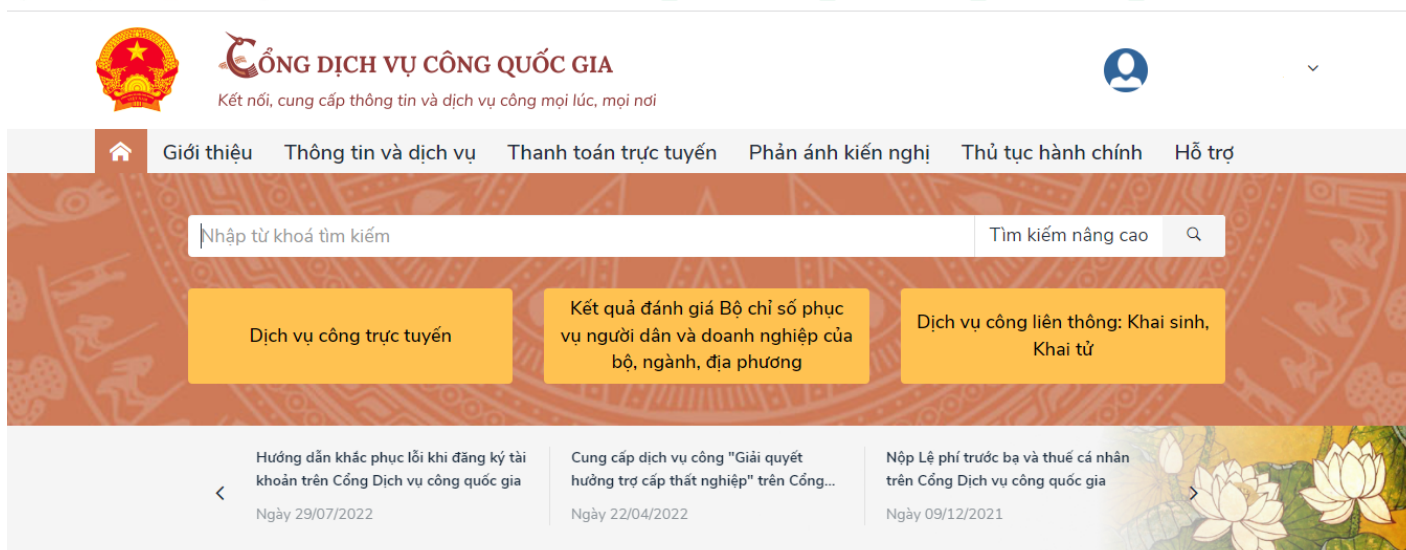 CỔNG DỊCH VỤ CÔNG QUỐC GIA
Kết nối, cung cấp thông tin và dịch vụ công mọi lúc, mọi nơi
Giới thiệu Thông tin và dịch vụ Thanh toán trực tuyến Phản ánh kiến nghị Thủ tục hành chính Hỗ trợ
Nhập từ khoá tìm kiếm Tìm kiếm nâng cao
Dịch vụ công trực tuyến
Kết quả đánh giá Bộ chỉ số phục
vụ người dân và doanh nghiệp của
bộ, ngành, địa phương
Dịch vụ công liên thông: Khai sinh,
Khai tử
Hướng dẫn khắc phục lỗi khi đăng ký tài
khoản trên Cổng Dịch vụ công quốc gia
Ngày 29/07/2022
Cung cấp dịch vụ công "Giải quyết
hưởng trợ cấp thất nghiệp" trên Cổng...
Ngày 22/04/2022
Nộp Lệ phí trước bạ và thuế cá nhân
trên Cổng Dịch vụ công quốc gia
Ngày 09/12/2021